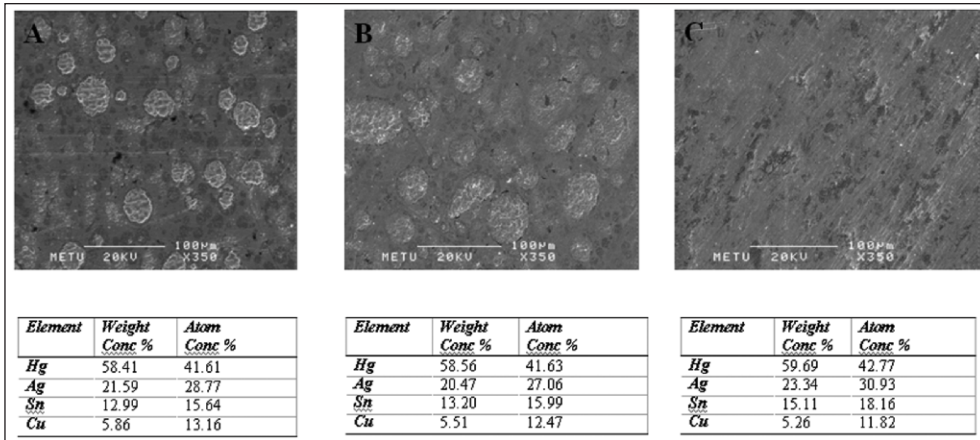 A
B
C
100µm
METU 20KV X350
100µm
METU 20KV X350
100µm
METU 20KV X350
Element Weight Conc % Atom Conc %
Hg 58.41 41.61
Ag 21.59 28.77
Sn 12.99 15.64
Cu 5.86 13.16
Element Weight Conc % Atom Conc %
Hg 58.56 41.63
Ag 20.47 27.06
Sn 13.20 15.99
Cu 5.51 12.47
Element Weight Conc % Atom Conc %
Hg 59.69 42.77
Ag 23.34 30.93
Sn 15.11 18.16
Cu 5.26 11.82